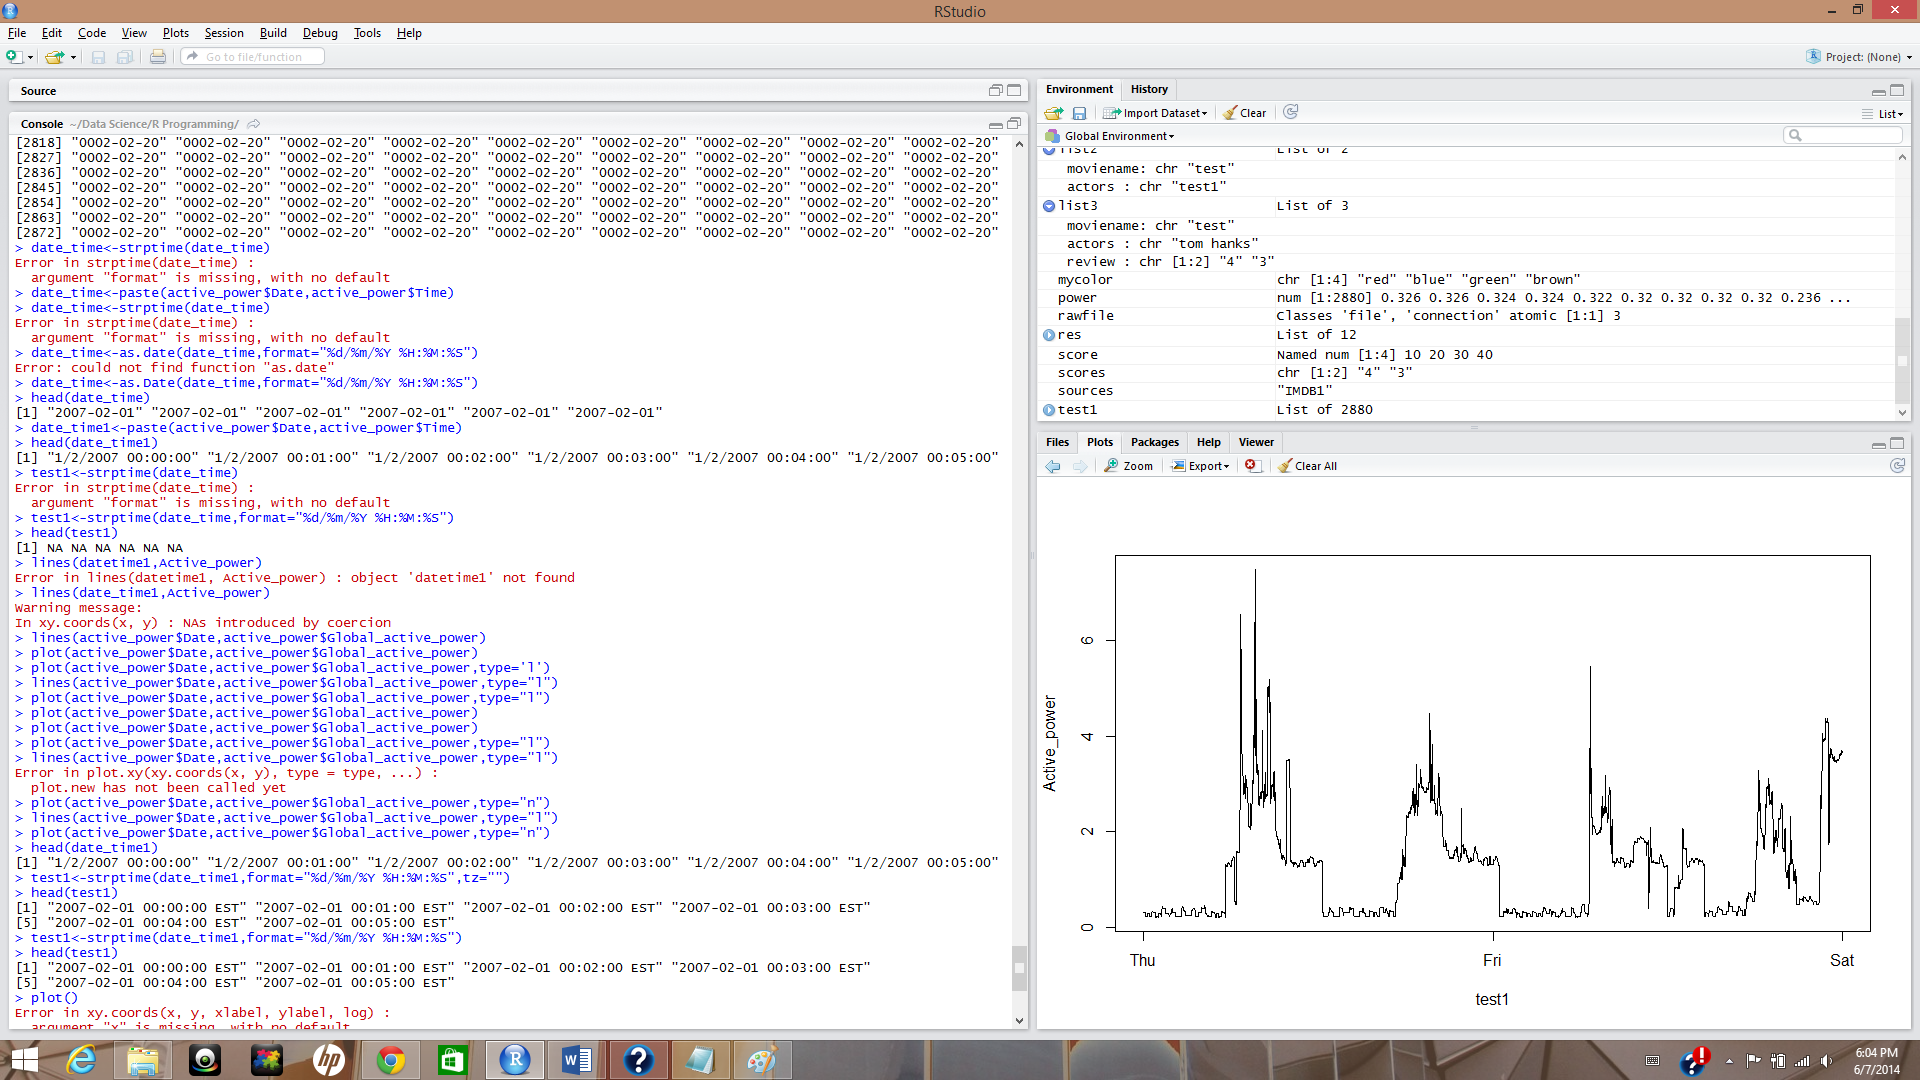 RStudio
File Edit Code View Plots Session Build Debug Tools Help
Go to file/function
Project: (None)
Source
Console ~/Data Science/R Programming/
[2818] "0002-02-20" "0002-02-20" "0002-02-20" "0002-02-20" "0002-02-20" "0002-02-20" "0002-02-20" "0002-02-20" "0002-02-20"
[2827] "0002-02-20" "0002-02-20" "0002-02-20" "0002-02-20" "0002-02-20" "0002-02-20" "0002-02-20" "0002-02-20" "0002-02-20"
[2836] "0002-02-20" "0002-02-20" "0002-02-20" "0002-02-20" "0002-02-20" "0002-02-20" "0002-02-20" "0002-02-20" "0002-02-20"
[2845] "0002-02-20" "0002-02-20" "0002-02-20" "0002-02-20" "0002-02-20" "0002-02-20" "0002-02-20" "0002-02-20" "0002-02-20"
[2854] "0002-02-20" "0002-02-20" "0002-02-20" "0002-02-20" "0002-02-20" "0002-02-20" "0002-02-20" "0002-02-20" "0002-02-20"
[2863] "0002-02-20" "0002-02-20" "0002-02-20" "0002-02-20" "0002-02-20" "0002-02-20" "0002-02-20" "0002-02-20" "0002-02-20"
[2872] "0002-02-20" "0002-02-20" "0002-02-20" "0002-02-20" "0002-02-20" "0002-02-20" "0002-02-20" "0002-02-20" "0002-02-20"
> date_time<-strptime(date_time)
Error in strptime(date_time) :
  argument "format" is missing, with no default
> date_time<-paste(active_power$Date,active_power$Time)
> date_time<-strptime(date_time)
Error in strptime(date_time) :
  argument "format" is missing, with no default
> date_time<-as.date(date_time,format="%d/%m/%Y %H:%M:%S")
Error: could not find function "as.date"
> date_time<-as.Date(date_time,format="%d/%m/%Y %H:%M:%S")
> head(date_time)
[1] "2007-02-01" "2007-02-01" "2007-02-01" "2007-02-01" "2007-02-01" "2007-02-01"
> date_time1<-paste(active_power$Date,active_power$Time)
> head(date_time1)
[1] "1/2/2007 00:00:00" "1/2/2007 00:01:00" "1/2/2007 00:02:00" "1/2/2007 00:03:00" "1/2/2007 00:04:00" "1/2/2007 00:05:00"
> test1<-strptime(date_time)
Error in strptime(date_time) :
  argument "format" is missing, with no default
> test1<-strptime(date_time,format="%d/%m/%Y %H:%M:%S")
> head(test1)
[1] NA NA NA NA NA NA
> lines(datetime1,Active_power)
Error in lines(datetime1, Active_power) : object 'datetime1' not found
> lines(date_time1,Active_power)
Warning message:
In xy.coords(x, y) : NAs introduced by coercion
> lines(active_power$Date,active_power$Global_active_power)
> plot(active_power$Date,active_power$Global_active_power)
> plot(active_power$Date,active_power$Global_active_power,type='l')
> lines(active_power$Date,active_power$Global_active_power,type="l")
> plot(active_power$Date,active_power$Global_active_power,type="l")
> plot(active_power$Date,active_power$Global_active_power)
> plot(active_power$Date,active_power$Global_active_power)
> plot(active_power$Date,active_power$Global_active_power,type="l")
> lines(active_power$Date,active_power$Global_active_power,type="l")
Error in plot.xy(xy.coords(x, y), type = type, ...) :
  plot.new has not been called yet
> plot(active_power$Date,active_power$Global_active_power,type="n")
> lines(active_power$Date,active_power$Global_active_power,type="l")
> plot(active_power$Date,active_power$Global_active_power,type="n")
> head(date_time1)
[1] "1/2/2007 00:00:00" "1/2/2007 00:01:00" "1/2/2007 00:02:00" "1/2/2007 00:03:00" "1/2/2007 00:04:00" "1/2/2007 00:05:00"
> test1<-strptime(date_time1,format="%d/%m/%Y %H:%M:%S",tz="")
> head(test1)
[1] "2007-02-01 00:00:00 EST" "2007-02-01 00:01:00 EST" "2007-02-01 00:02:00 EST" "2007-02-01 00:03:00 EST"
[5] "2007-02-01 00:04:00 EST" "2007-02-01 00:05:00 EST"
> test1<-strptime(date_time1,format="%d/%m/%Y %H:%M:%S")
> head(test1)
[1] "2007-02-01 00:00:00 EST" "2007-02-01 00:01:00 EST" "2007-02-01 00:02:00 EST" "2007-02-01 00:03:00 EST"
[5] "2007-02-01 00:04:00 EST" "2007-02-01 00:05:00 EST"
> plot()
Error in xy.coords(x, y, xlabel, ylabel, log) :
  argument "x" is missing, with no default
Environment History
Import Dataset Clear List
Global Environment
list2 List of 2
moviename: chr "test"
actors : chr "test1"
list3 List of 3
moviename: chr "test"
actors : chr "tom hanks"
review : chr [1:2] "4" "3"
mycolor chr [1:4] "red" "blue" "green" "brown"
power num [1:2880] 0.326 0.326 0.324 0.324 0.322 0.32 0.32 0.32 0.32 0.236 ...
rawfile Classes 'file', 'connection' atomic [1:1] 3
res List of 12
score Named num [1:4] 10 20 30 40
scores chr [1:2] "4" "3"
sources "IMDB1"
test1 List of 2880
Files Plots Packages Help Viewer
Zoom Export Clear All
6
4
2
0
Active_power
Thu Fri Sat
test1
6:04 PM
6/7/2014